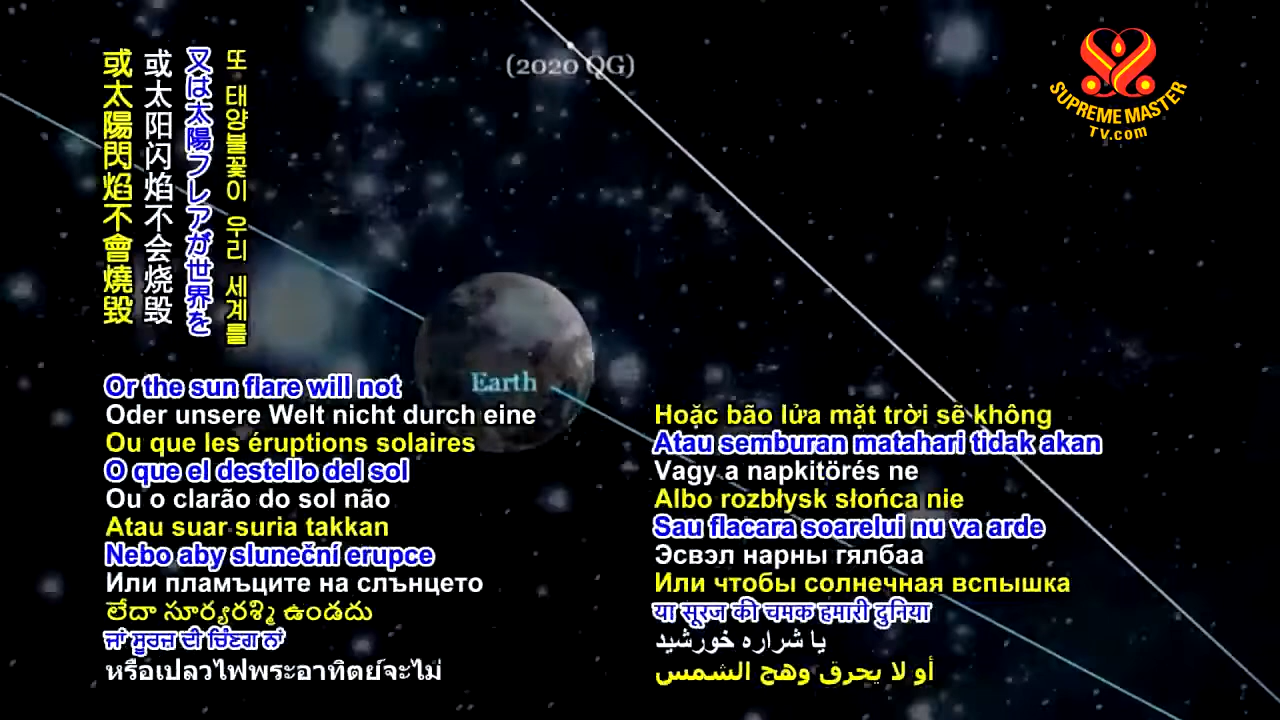 (2020 QG)
SUPREME MASTER
TV.com
또 태양불꽃이 우리 세계를
又は太陽フレアが世界を
或太阳闪焰不会烧毁
或太陽閃焰不會燒毀
Earth
Or the sun flare will not
Oder unsere Welt nicht durch eine
Ou que les éruptions solaires
O que el destello del sol
Ou o clarão do sol não
Atau suar suria takkan
Nebo aby sluneční erupce
Или пламъците на слънцето
లేదా సూర్యరశ్మి ఉండదు
ਜਾਂ ਸੂਰਜ ਦੀ ਚਿੰਣਗ ਨਾਂ
หรือเปลวไฟพระอาทิตย์จะไม่
Hoặc bão lửa mặt trời sẽ không
Atau semburan matahari tidak akan
Vagy a napkitörés ne
Albo rozbłysk słońca nie
Sau flacara soarelui nu va arde
Эсвэл нарны гялбаа
Или чтобы солнечная вспышка
या सूरज की चमक हमारी दुनिया
یا شراره خورشید
أو لا يحرق وهج الشمس